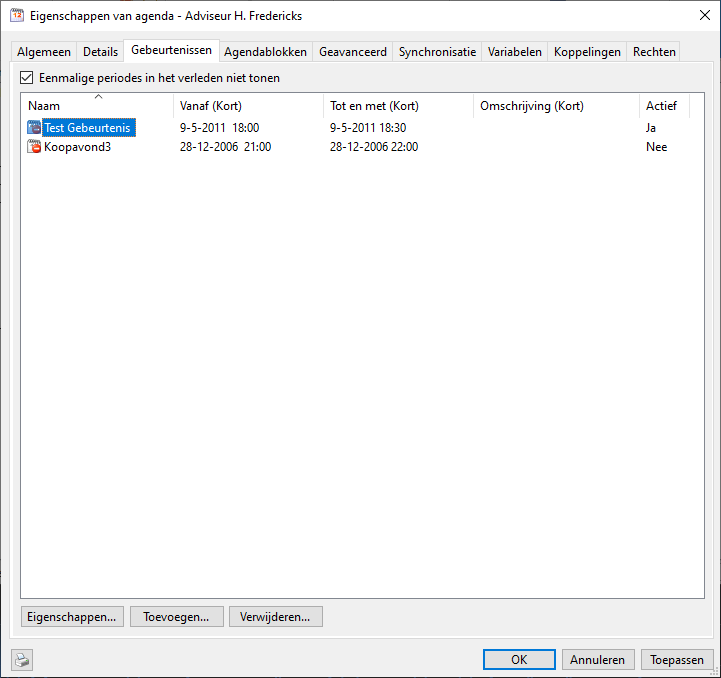 Eigenschappen van agenda - Adviseur H. Fredericks
Algemeen Details Gebeurtenissen Agendablokken Geavanceerd Synchronisatie Variabelen Koppelingen Rechten
Eenmalige periodes in het verleden niet tonen
Naam Vanaf (Kort) Tot en met (Kort) Omschrijving (Kort) Actief
Test Gebeurtenis 9-5-2011 18:00 9-5-2011 18:30 Ja
Koopavond3 28-12-2006 21:00 28-12-2006 22:00 Nee
Eigenschappen... Toevoegen... Verwijderen...
OK Annuleren Toepassen